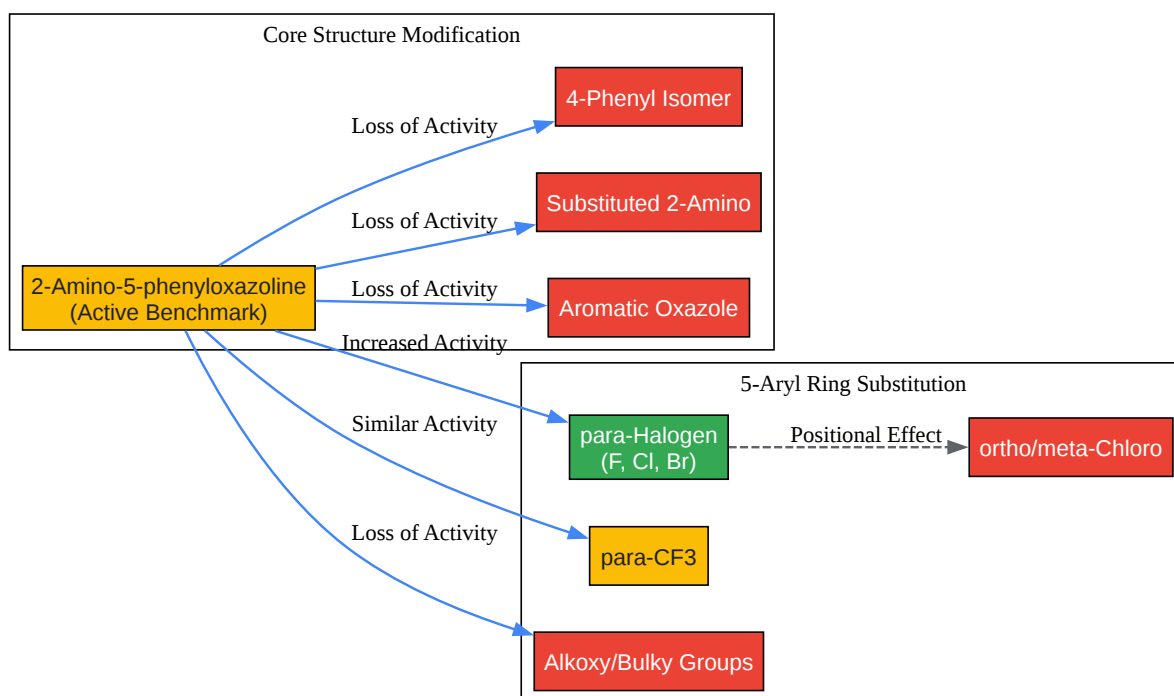 Core Structure Modification
4-Phenyl Isomer
Loss of Activity
Substituted 2-Amino
Loss of Activity
2-Amino-5-phenyloxazoline
(Active Benchmark)
Loss of Activity
Aromatic Oxazole
Increased Activity
5-Aryl Ring Substitution
Similar Activity
para-Halogen
(F, Cl, Br)
Positional Effect
ortho/meta-Chloro
Loss of Activity
para-CF3
Alkoxy/Bulky Groups